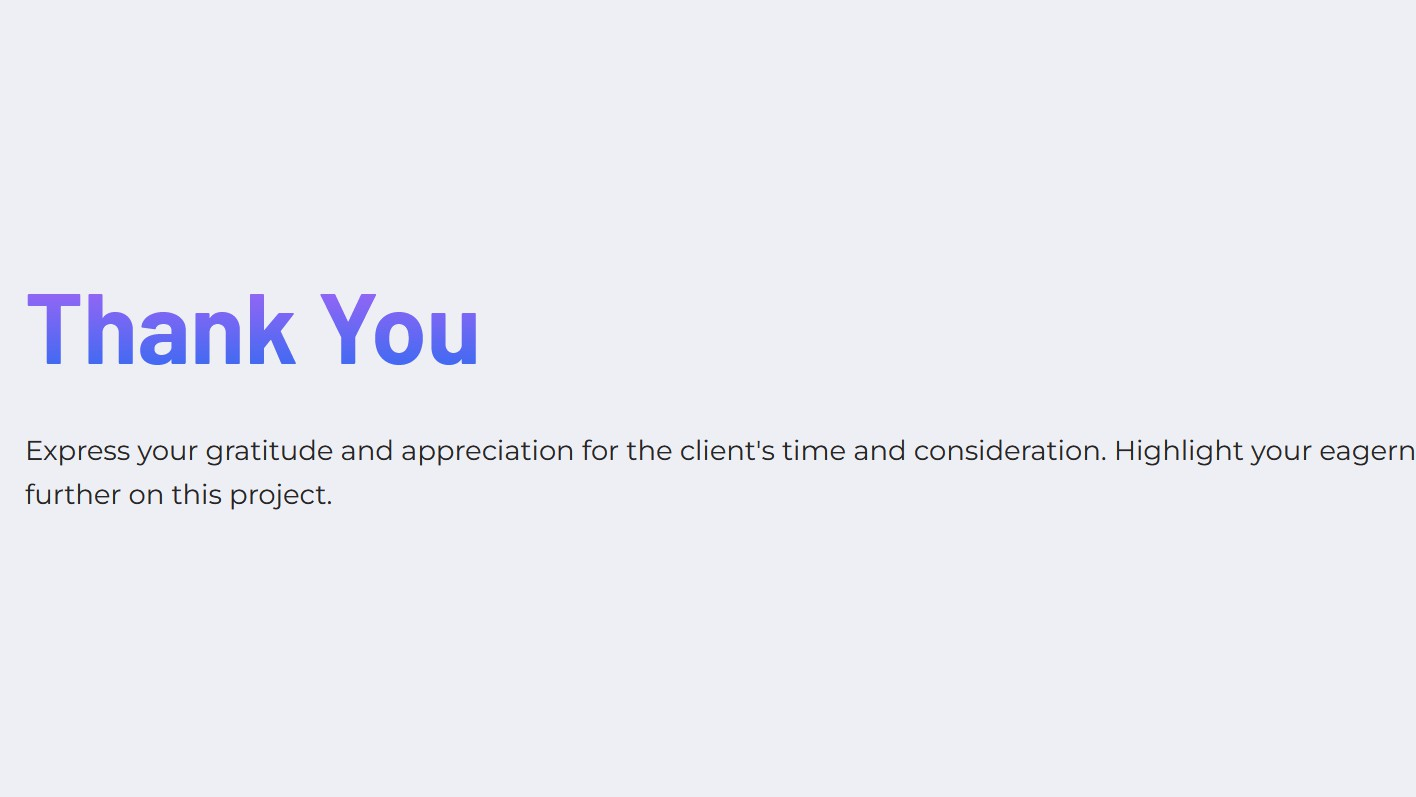 Thank You
Express your gratitude and appreciation for the client's time and consideration. Highlight your
further on this project.